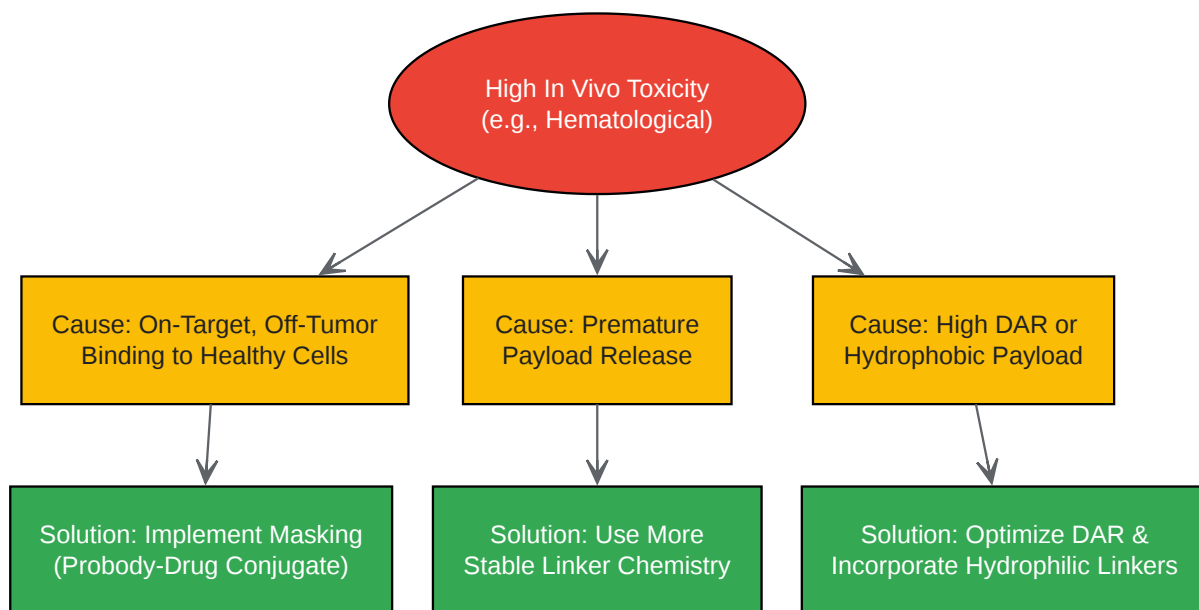 High In Vivo Toxicity
(e.g., Hematological)
Cause: On-Target, Off-Tumor
Binding to Healthy Cells
Cause: Premature
Payload Release
Cause: High DAR or
Hydrophobic Payload
Solution: Implement Masking
(Probody-Drug Conjugate)
Solution: Use More
Stable Linker Chemistry
Solution: Optimize DAR &
Incorporate Hydrophilic Linkers